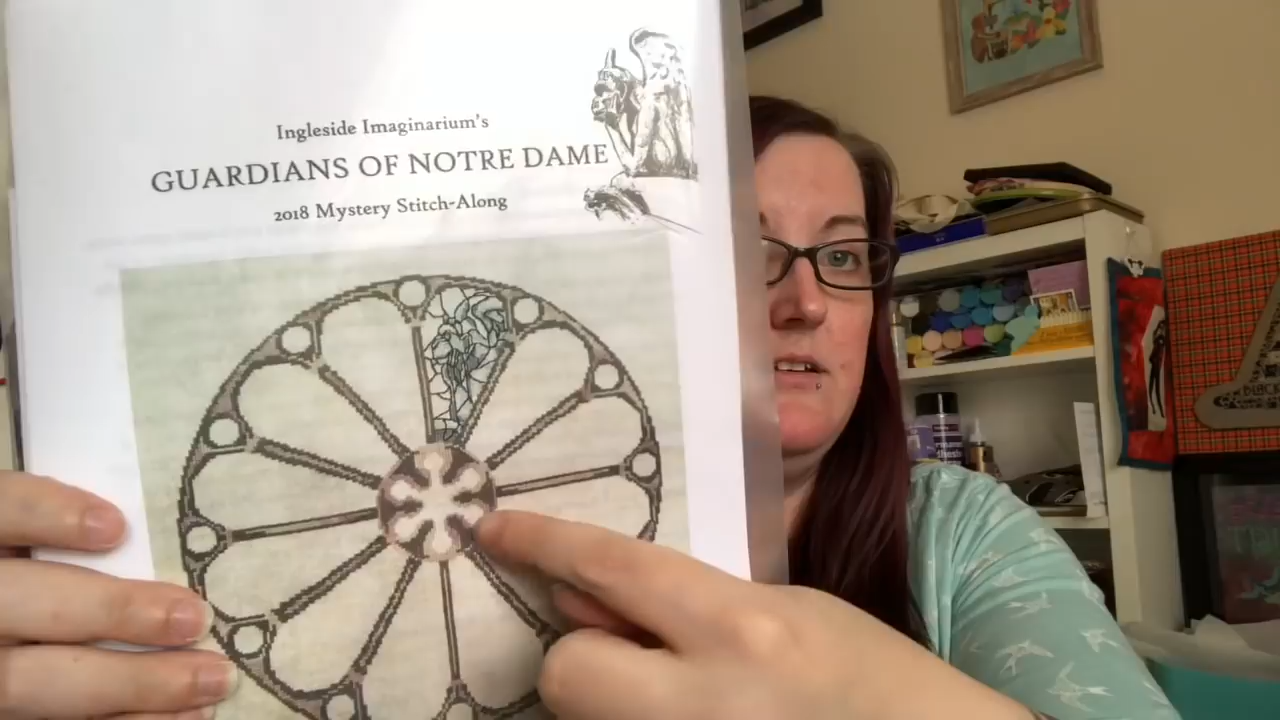 Ingleside Imaginarium's
GUARDIANS OF NOTRE DAME
2018 Mystery Stitch-Along